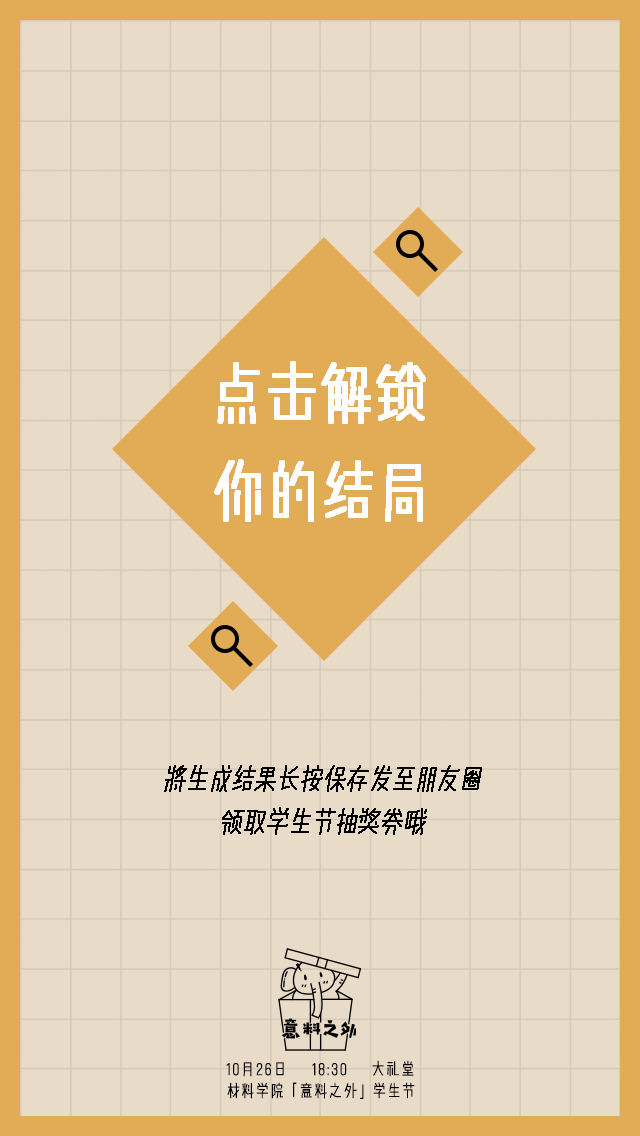 点击解锁
你的结局
将生成结果长按保存发至朋友圈
领取学生节抽奖券哦
意料之外
10月26日 18:30 大礼堂
材料学院「意料之外」学生节